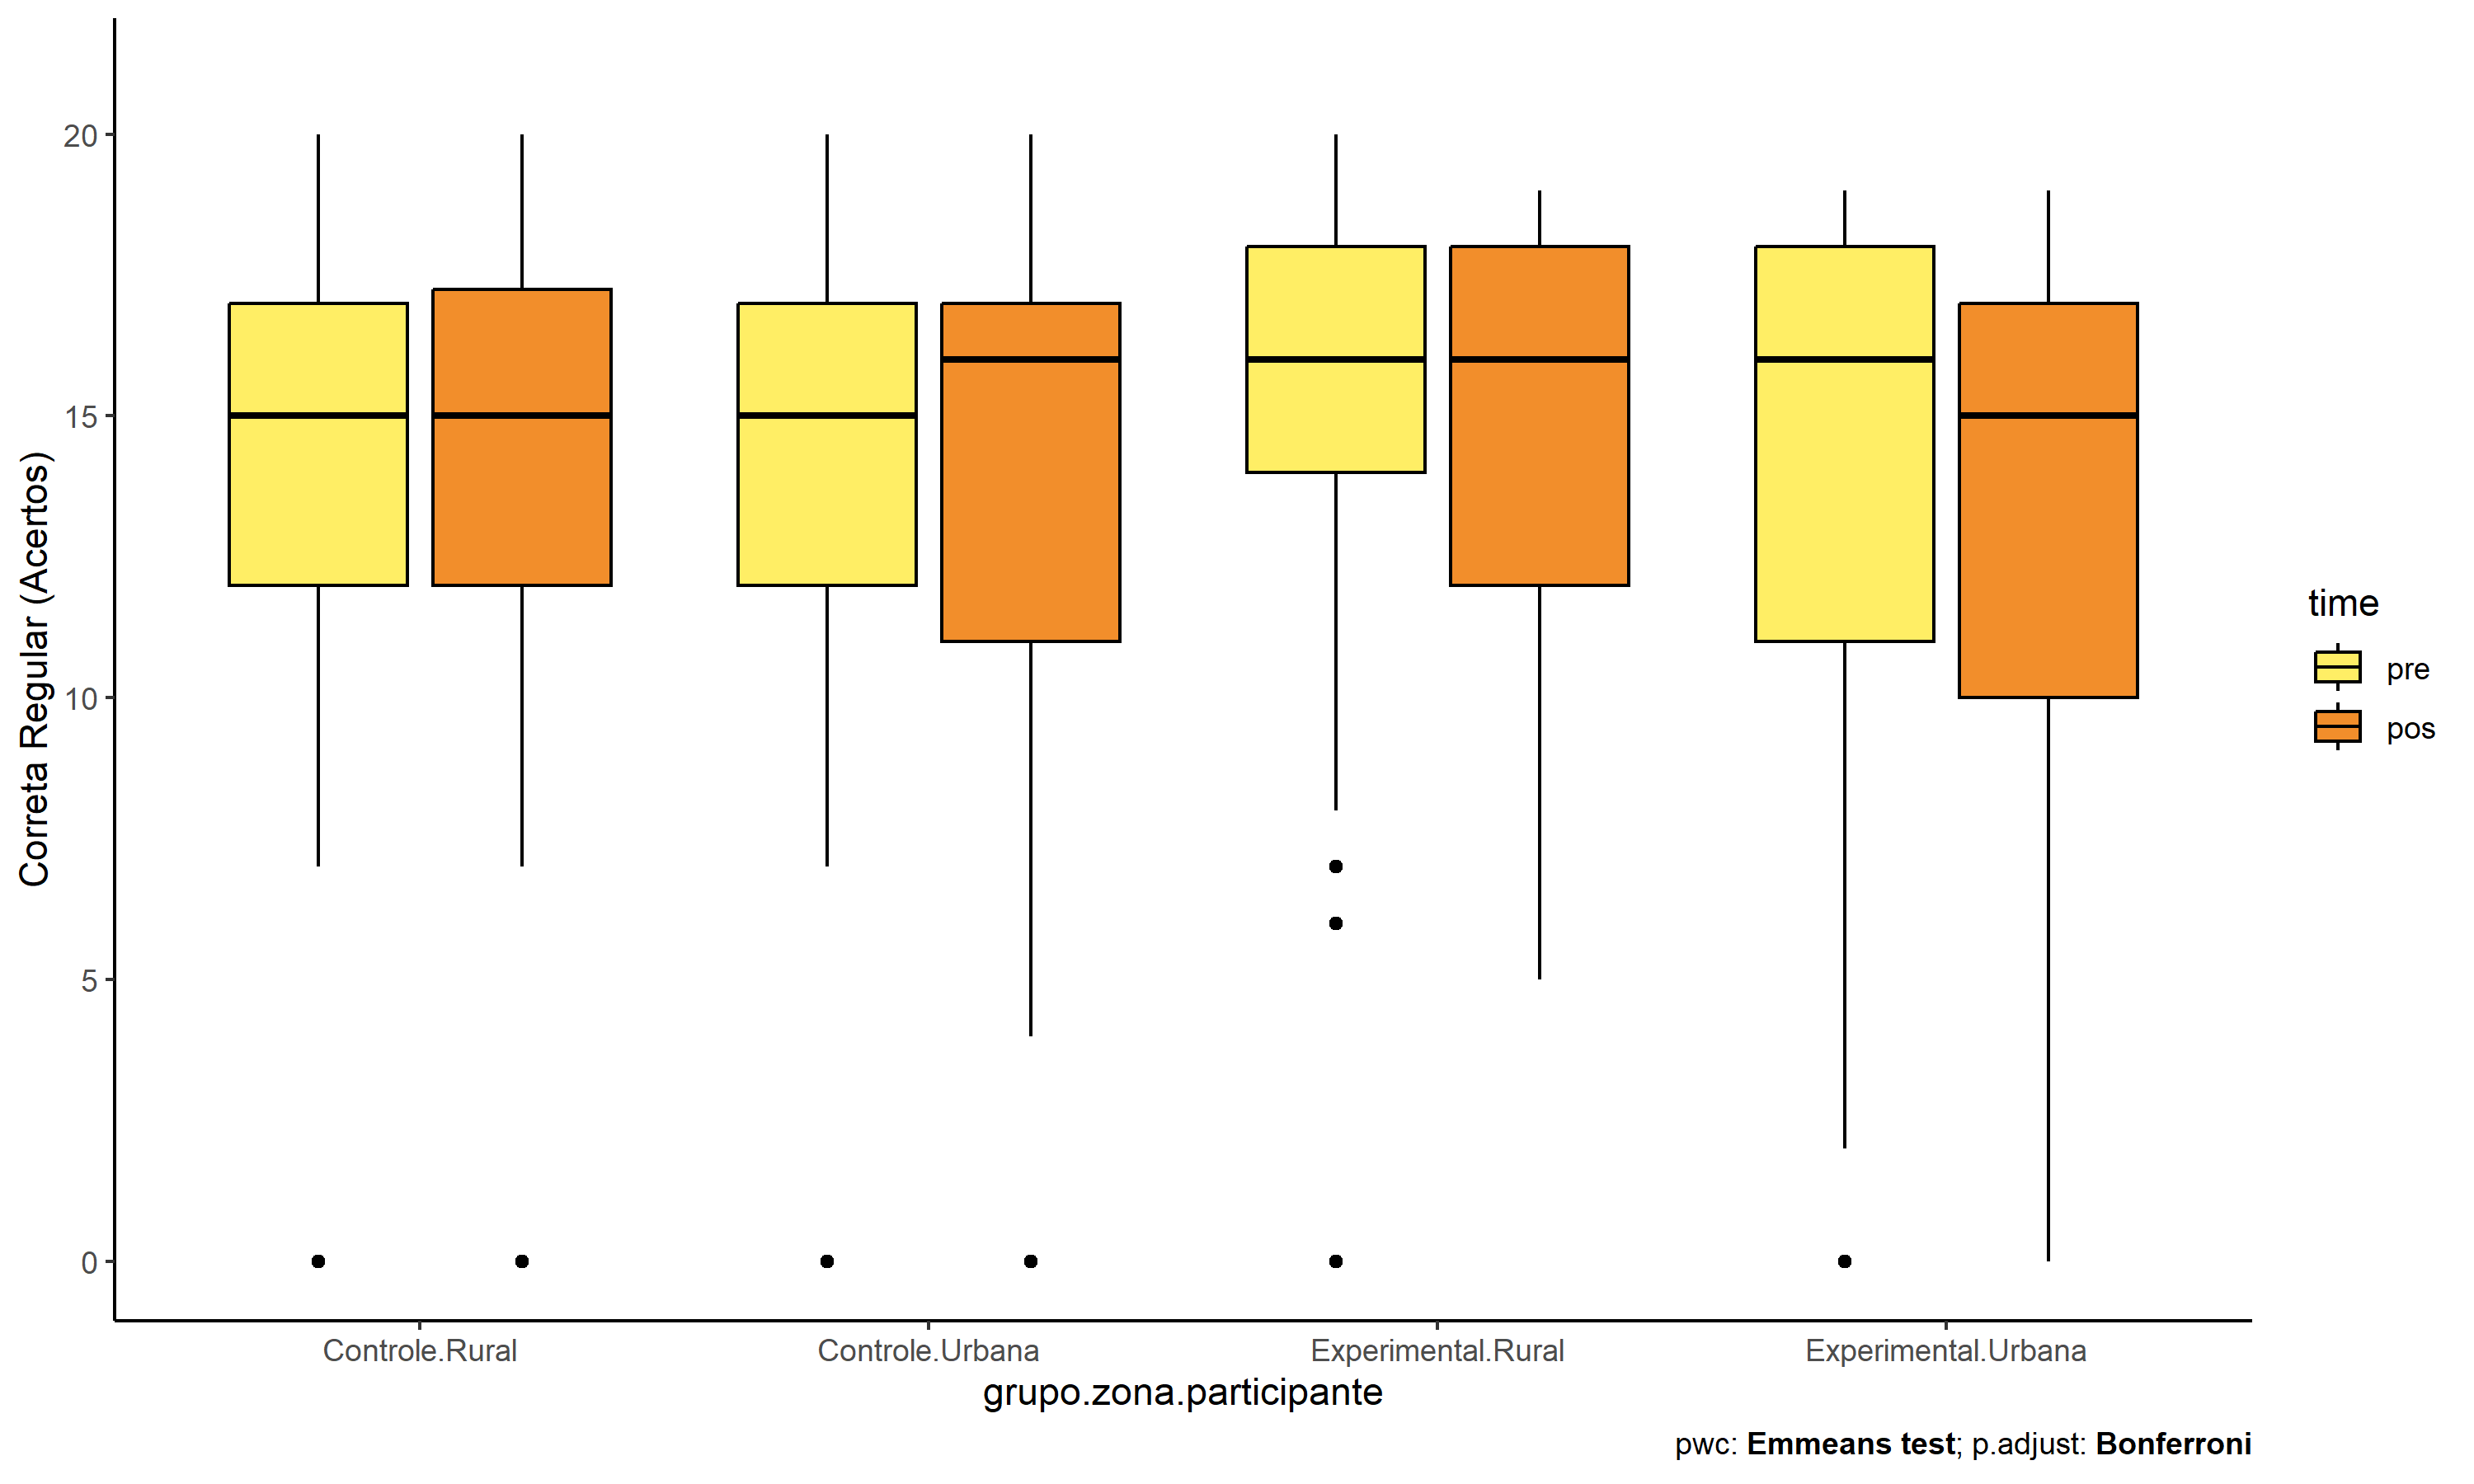 Correta Regular (Acertos)
20
15
10
5
0
Controle.Rural
Controle.Urbana
Experimental.Rural
Experimental.Urbana
grupo.zona.participante
time
pre
pos
pwc: Emmeans test; p.adjust: Bonferroni